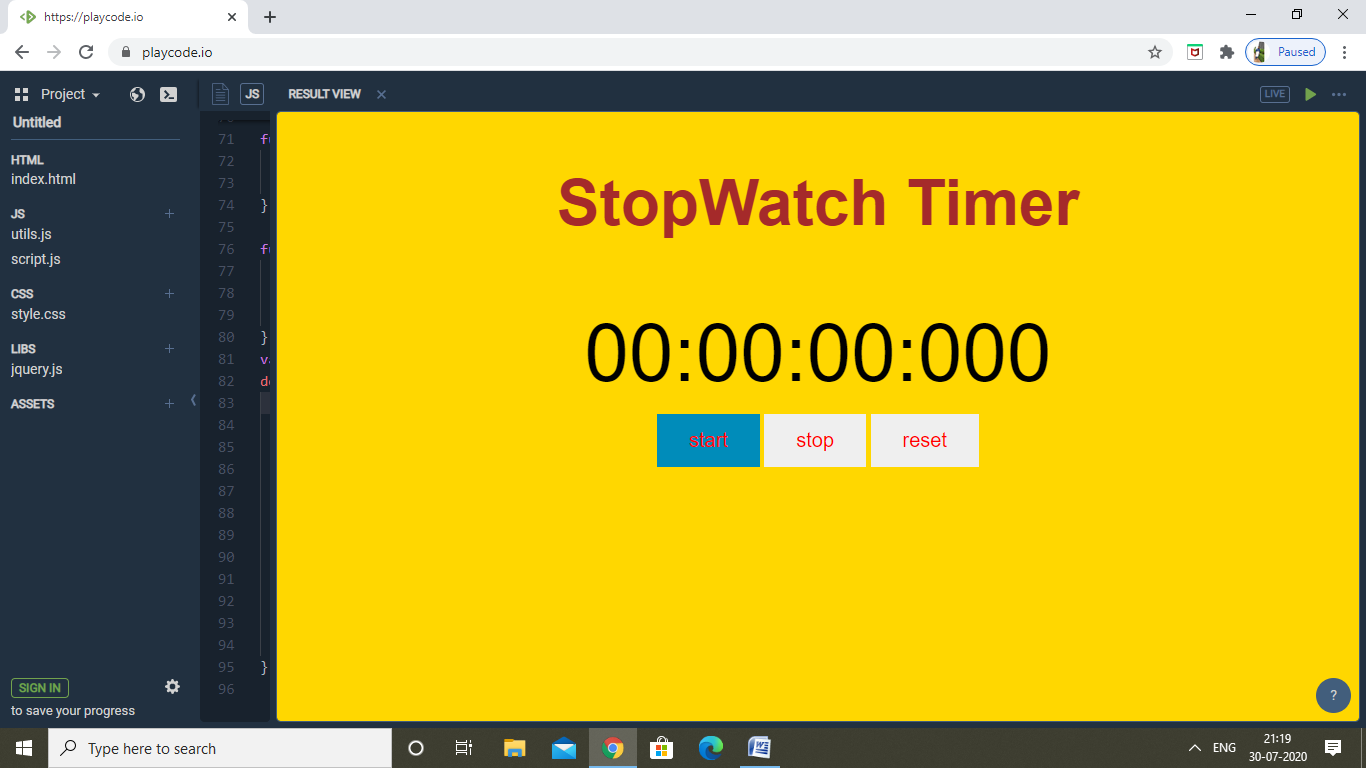 https://playcode.io
playcode.io
Paused
Project
JS
RESULT VIEW
LIVE
Untitled
HTML
index.html
JS
utils.js
script.js
CSS
style.css
LIBS
jquery.js
ASSETS
SIGN IN
to save your progress
71 fu
72
73
74 }
75
76 fu
77
78
79
80 }
81 va
82 do
83
84
85
86
87
88
89
90
91
92
93
94
95 }
96
StopWatch Timer
00:00:00:000
start stop reset
?
Type here to search
ENG
21:19
30-07-2020